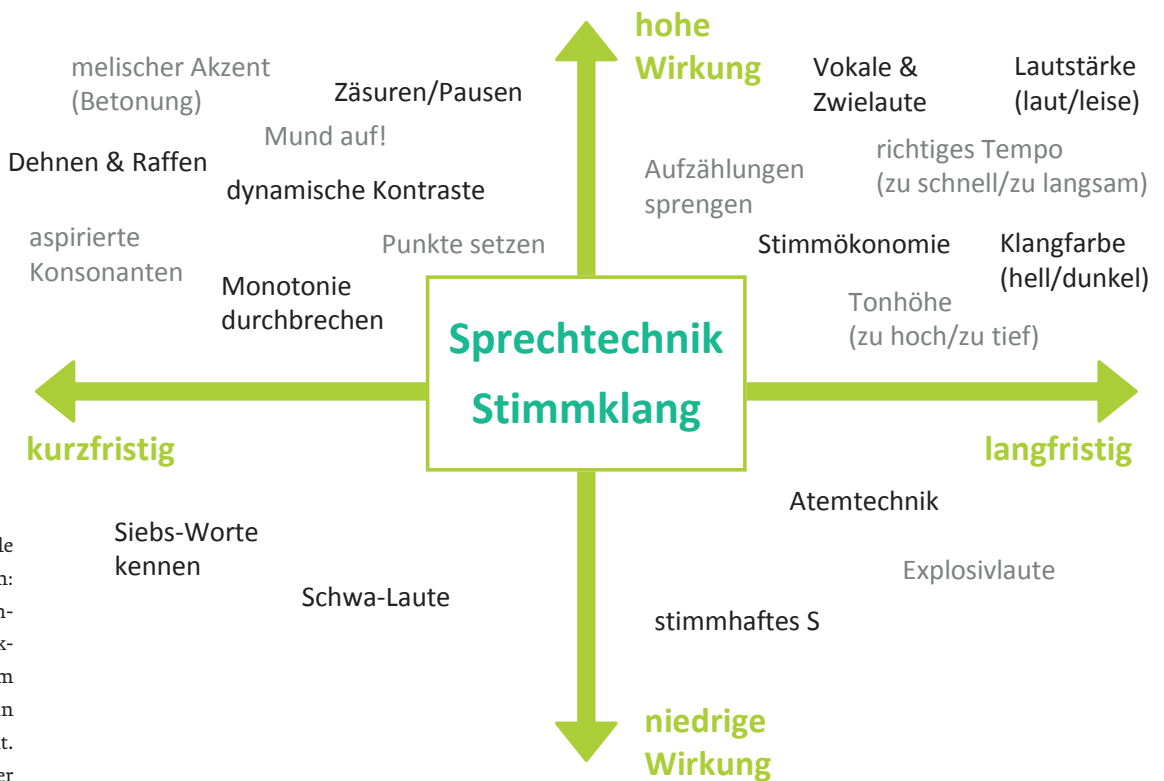 hohe
Wirkung
melischer Akzent
(Betonung)
Zäsuren/Pausen
Mund auf!
Dehnen & Raffen
dynamische Kontraste
aspirierte
Konsonanten
Punkte setzen
Monotonie
durchbrechen
Vokale &
Zwielaute
Lautstärke
(laut/leise)
Aufzählungen
sprengen
richtiges Tempo
(zu schnell/zu langsam)
Stimmökonomie
Klangfarbe
(hell/dunkel)
Tonhöhe
(zu hoch/zu tief)
Sprechtechnik
Stimmklang
kurzfristig
langfristig
Siebs-Worte
kennen
Schwa-Laute
Atemtechnik
Explosivlaute
stimmhaftes S
niedrige
Wirkung